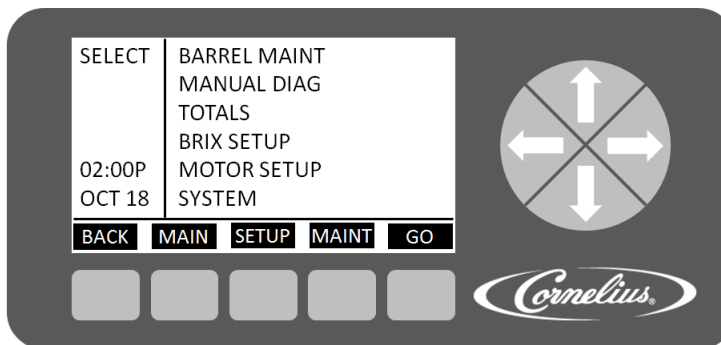 SELECT BARREL MAINT
MANUAL DIAG
TOTALS
BRIX SETUP
02:00P MOTOR SETUP
OCT 18 SYSTEM
BACK MAIN SETUP MAINT GO
Cornelius®